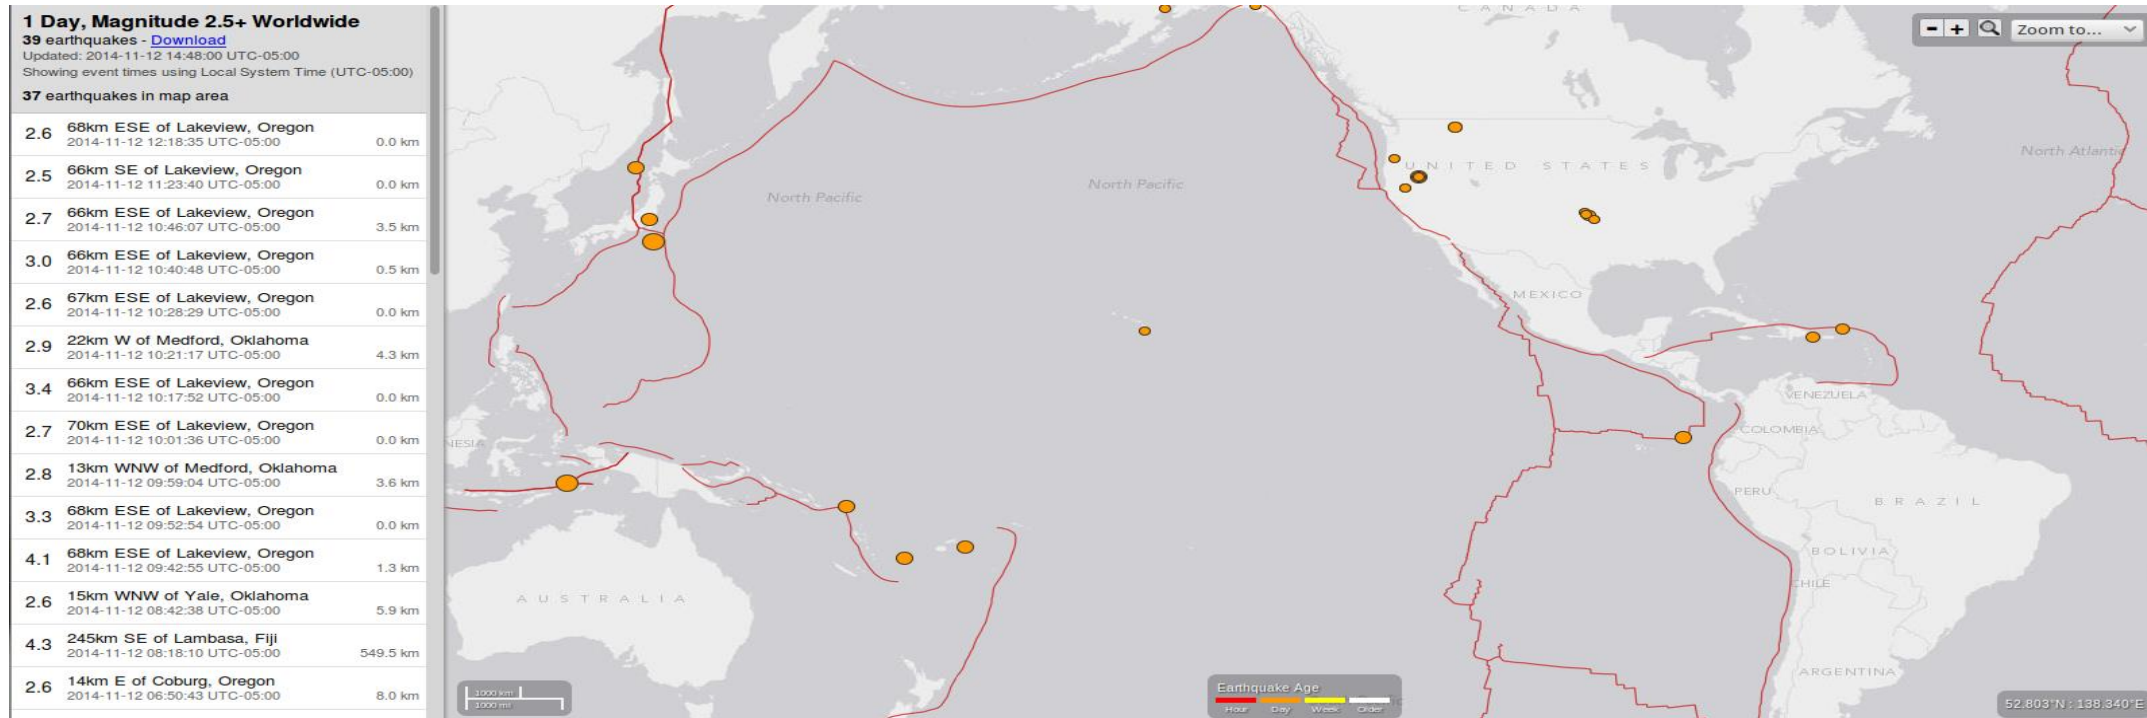 1 Day, Magnitude 2.5+ Worldwide
39 earthquakes - Download
Updated: 2014-11-12 14:48:00 UTC-05:00
Showing event times using Local System Time (UTC-05:00)
37 earthquakes in map area
2.6 68km ESE of Lakeview, Oregon
2014-11-12 12:18:35 UTC-05:00 0.0 km
2.5 66km SE of Lakeview, Oregon
2014-11-12 11:23:40 UTC-05:00 0.0 km
2.7 66km ESE of Lakeview, Oregon
2014-11-12 10:46:07 UTC-05:00 3.5 km
3.0 66km ESE of Lakeview, Oregon
2014-11-12 10:40:48 UTC-05:00 0.5 km
2.6 67km ESE of Lakeview, Oregon
2014-11-12 10:28:29 UTC-05:00 0.0 km
2.9 22km W of Medford, Oklahoma
2014-11-12 10:21:17 UTC-05:00 4.3 km
3.4 66km ESE of Lakeview, Oregon
2014-11-12 10:17:52 UTC-05:00 0.0 km
2.7 70km ESE of Lakeview, Oregon
2014-11-12 10:01:36 UTC-05:00 0.0 km
2.8 13km WNW of Medford, Oklahoma
2014-11-12 09:59:04 UTC-05:00 3.6 km
3.3 68km ESE of Lakeview, Oregon
2014-11-12 09:52:54 UTC-05:00 0.0 km
4.1 68km ESE of Lakeview, Oregon
2014-11-12 09:42:55 UTC-05:00 1.3 km
2.6 15km WNW of Yale, Oklahoma
2014-11-12 08:42:38 UTC-05:00 5.9 km
4.3 245km SE of Lambasa, Fiji
2014-11-12 08:18:10 UTC-05:00 549.5 km
2.6 14km E of Coburg, Oregon
2014-11-12 06:50:43 UTC-05:00 8.0 km
CANADA
- + Zoom to...
North Atlantic
UNITED STATES
North Pacific
North Pacific
MEXICO
VENEZUELA
COLOMBIA
NESIA
PERU
BRAZIL
BOLIVIA
CHILE
AUSTRALIA
ARGENTINA
1000 km
1000 mi
Earthquake Age
Hour Day Week Older
52.803°N : 138.340°E